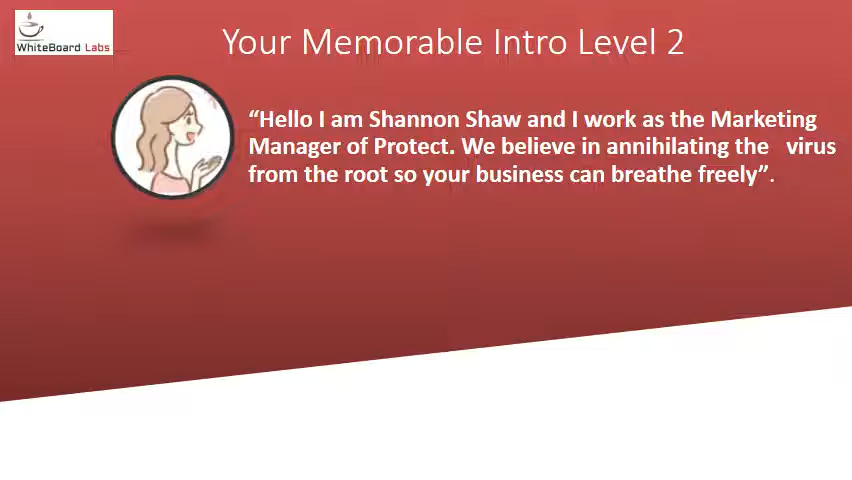 WhiteBoard Labs
Your Memorable Intro Level 2
“Hello I am Shannon Shaw and I work as the Marketing
Manager of Protect. We believe in annihilating the virus
from the root so your business can breathe freely”.